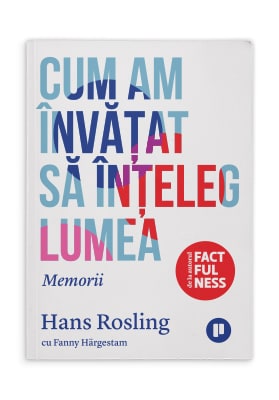 CUM AM
ÎNVĂȚAT
SĂ ÎNȚELEG
LUMEA
Memorii
de la autorul
FACT
FUL
NESS
Hans Rosling
cu Fanny Härgestam